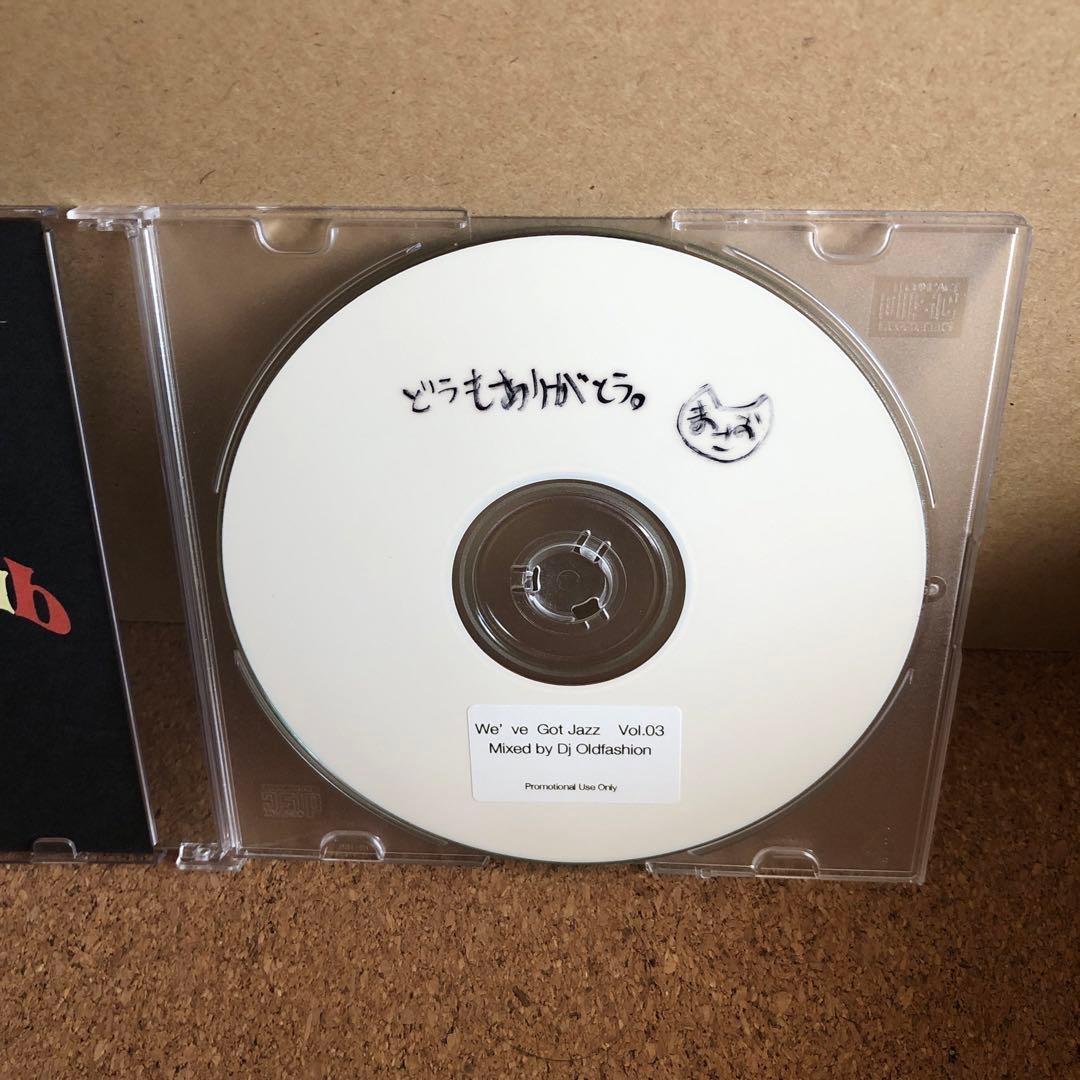 どうもありがとう。
We've Got Jazz Vol.03
Mixed by Dj Oldfashion
Promotional Use Only